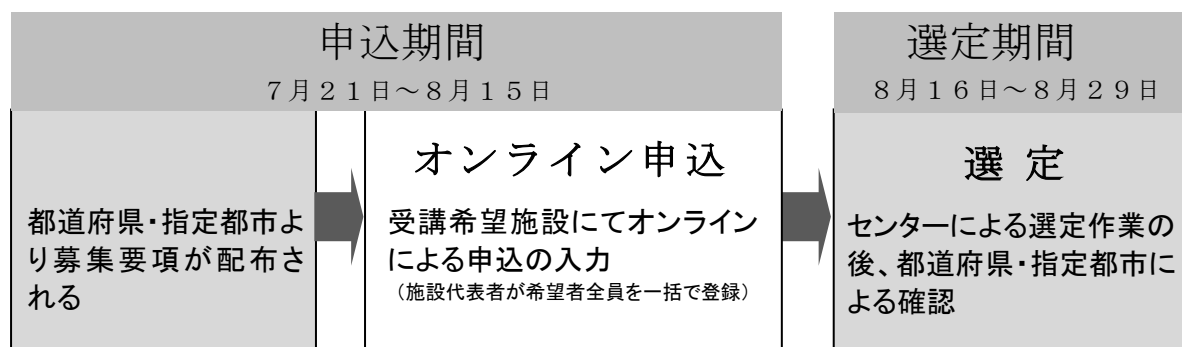 申込期間
７月２１日～８月１５日
選定期間
８月１６日～８月２９日
都道府県・指定都市よ
り募集要項が配布さ
れる
オンライン申込
受講希望施設にてオンライン
による申込の入力
（施設代表者が希望者全員を一括で登録）
選 定
センターによる選定作業の
後、都道府県・指定都市に
よる確認